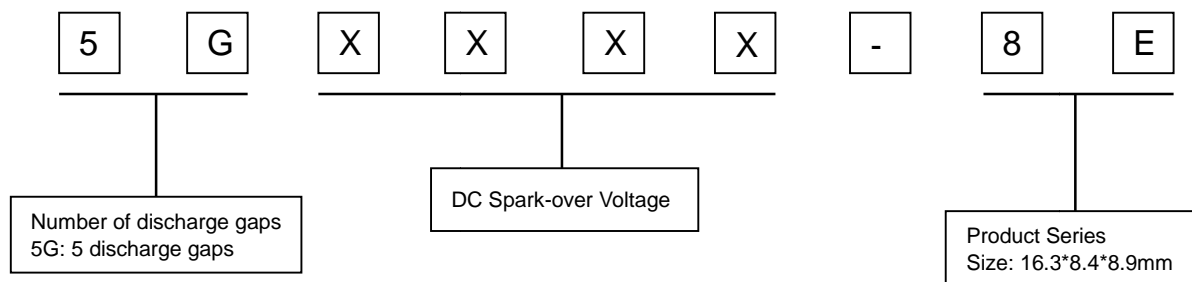 5 G X X X X - 8 E
Number of discharge gaps
5G: 5 discharge gaps
DC Spark-over Voltage
Product Series
Size: 16.3*8.4*8.9mm